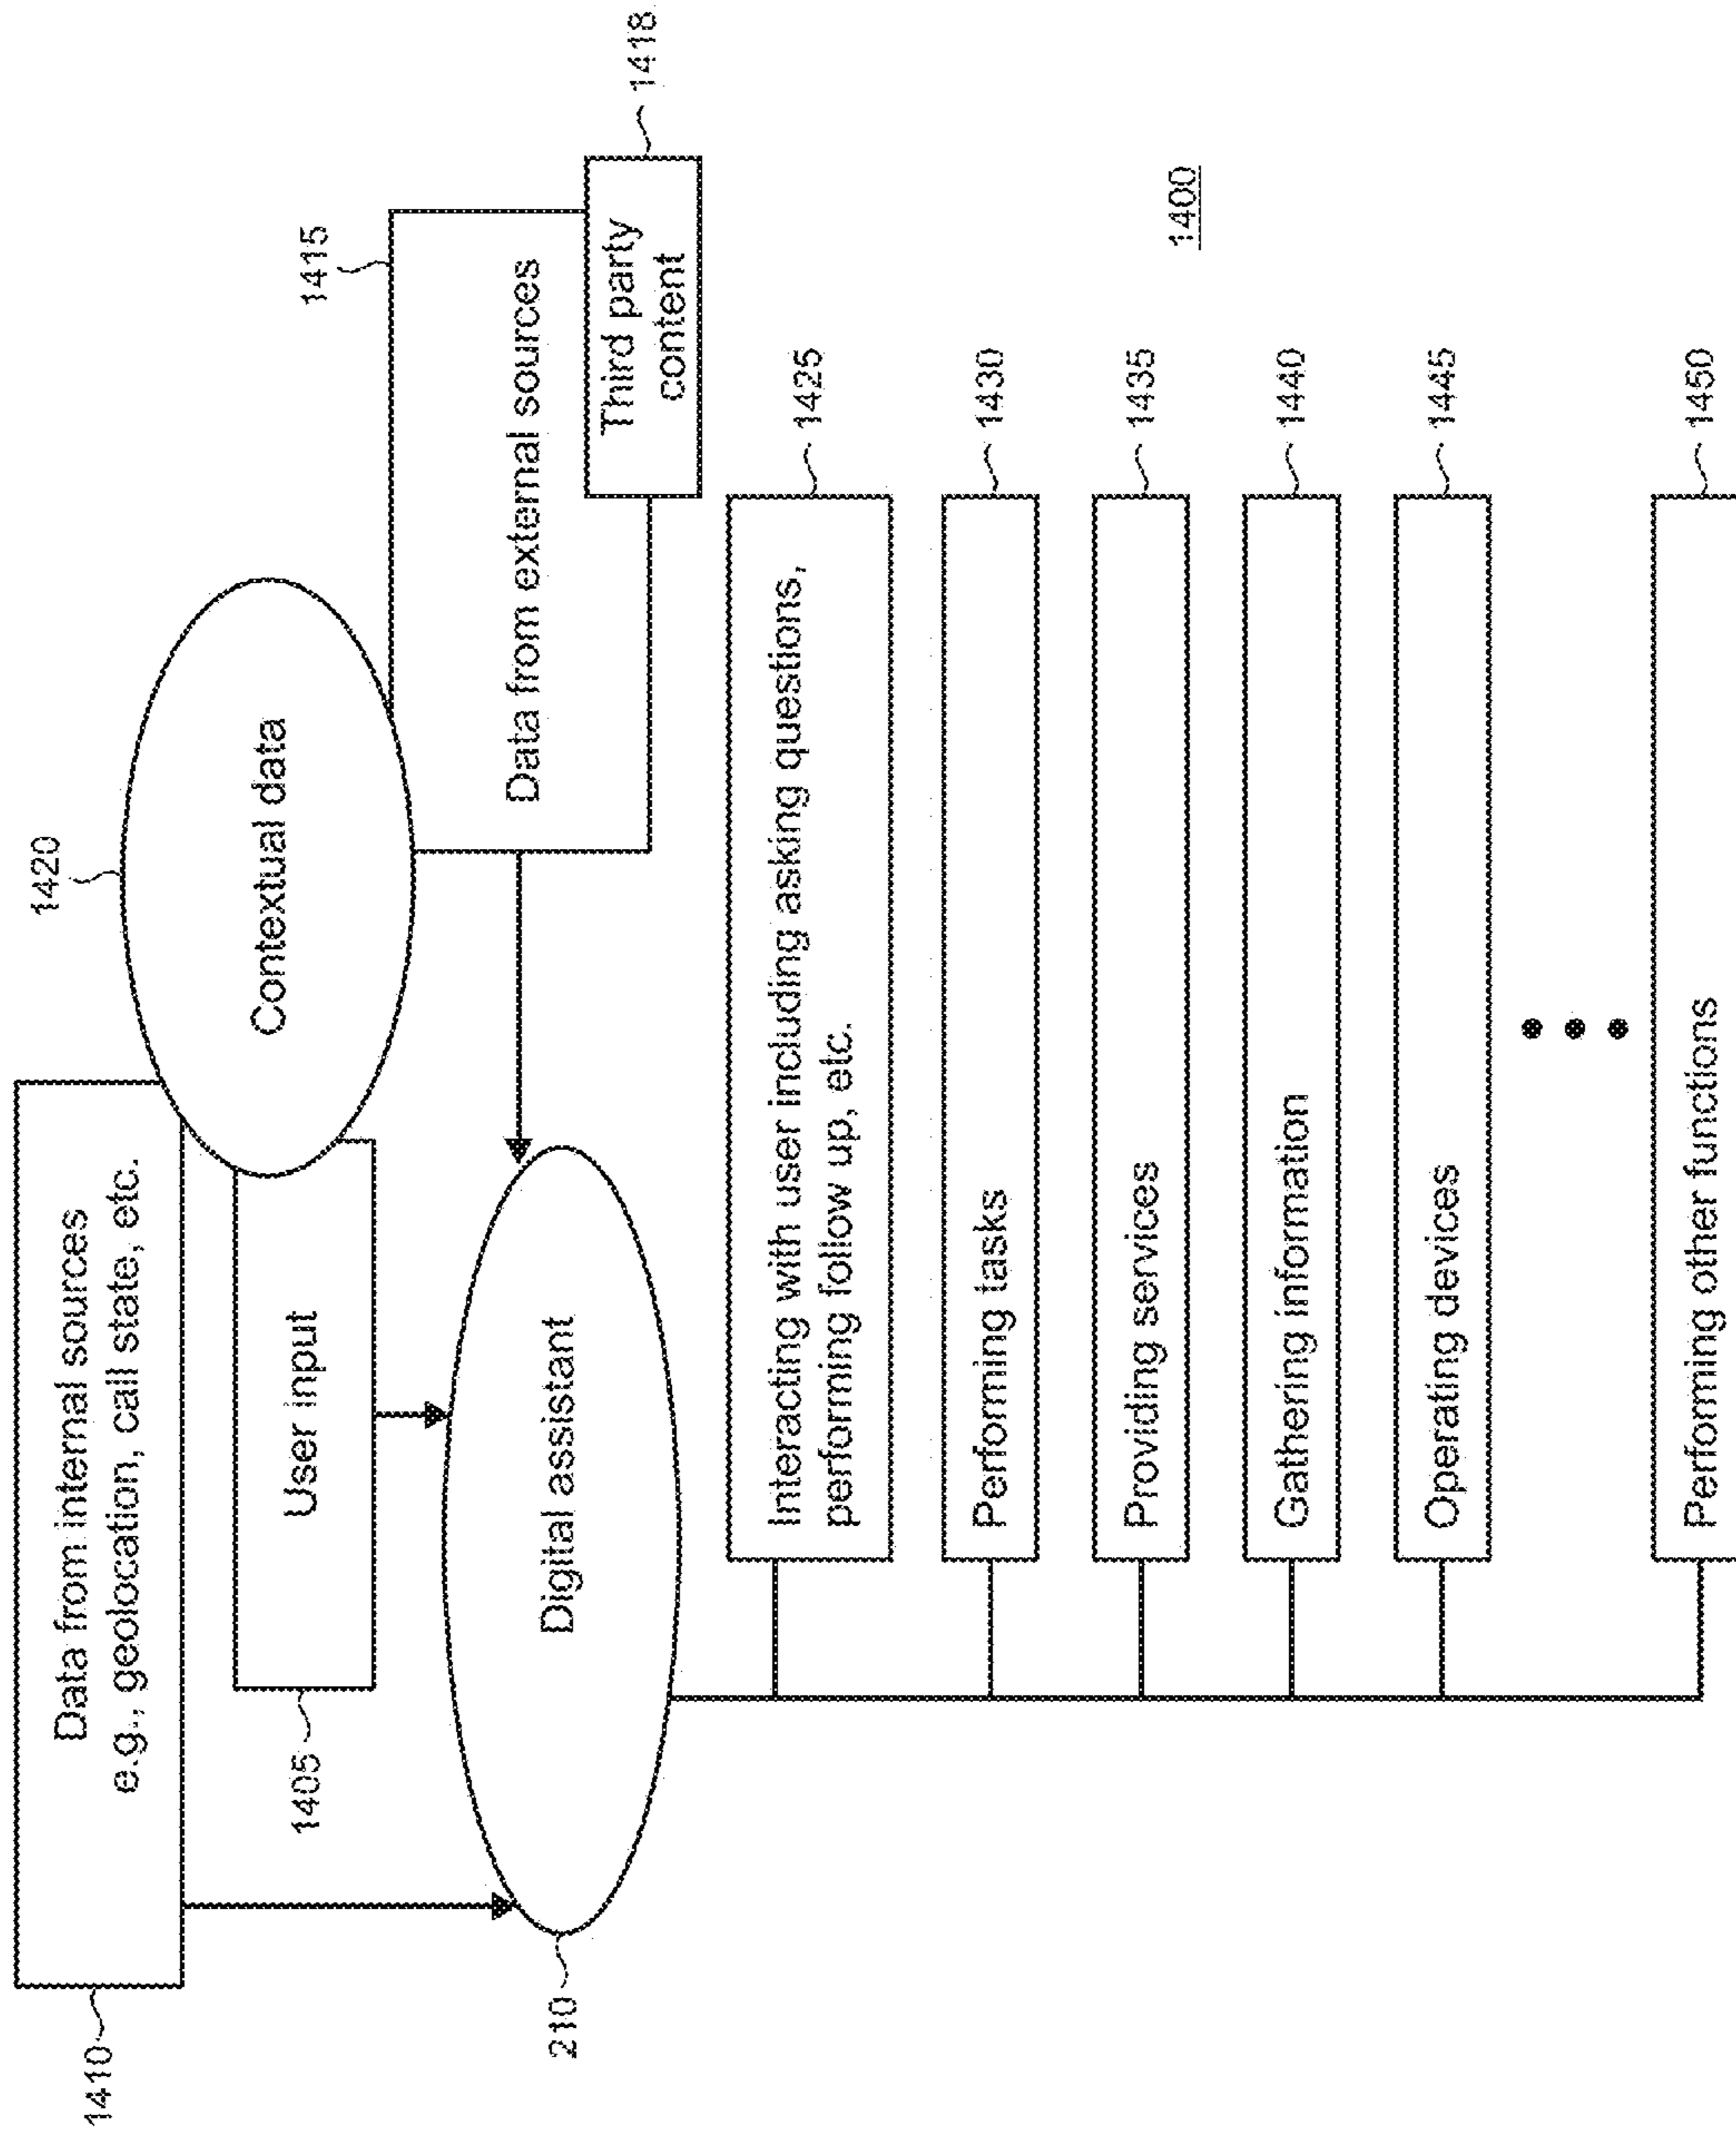 1420
1410
Data from internal sources
e.g., geolocation, call state, etc.
Contextual data
1415
1405
User input
Data from external sources
1418
Third party
content
210
Digital assistant
Interacting with user including asking questions,
performing follow up, etc.
1425
Performing tasks
1430
Providing services
1435
1400
Gathering information
1440
Operating devices
1445
Performing other functions
1450